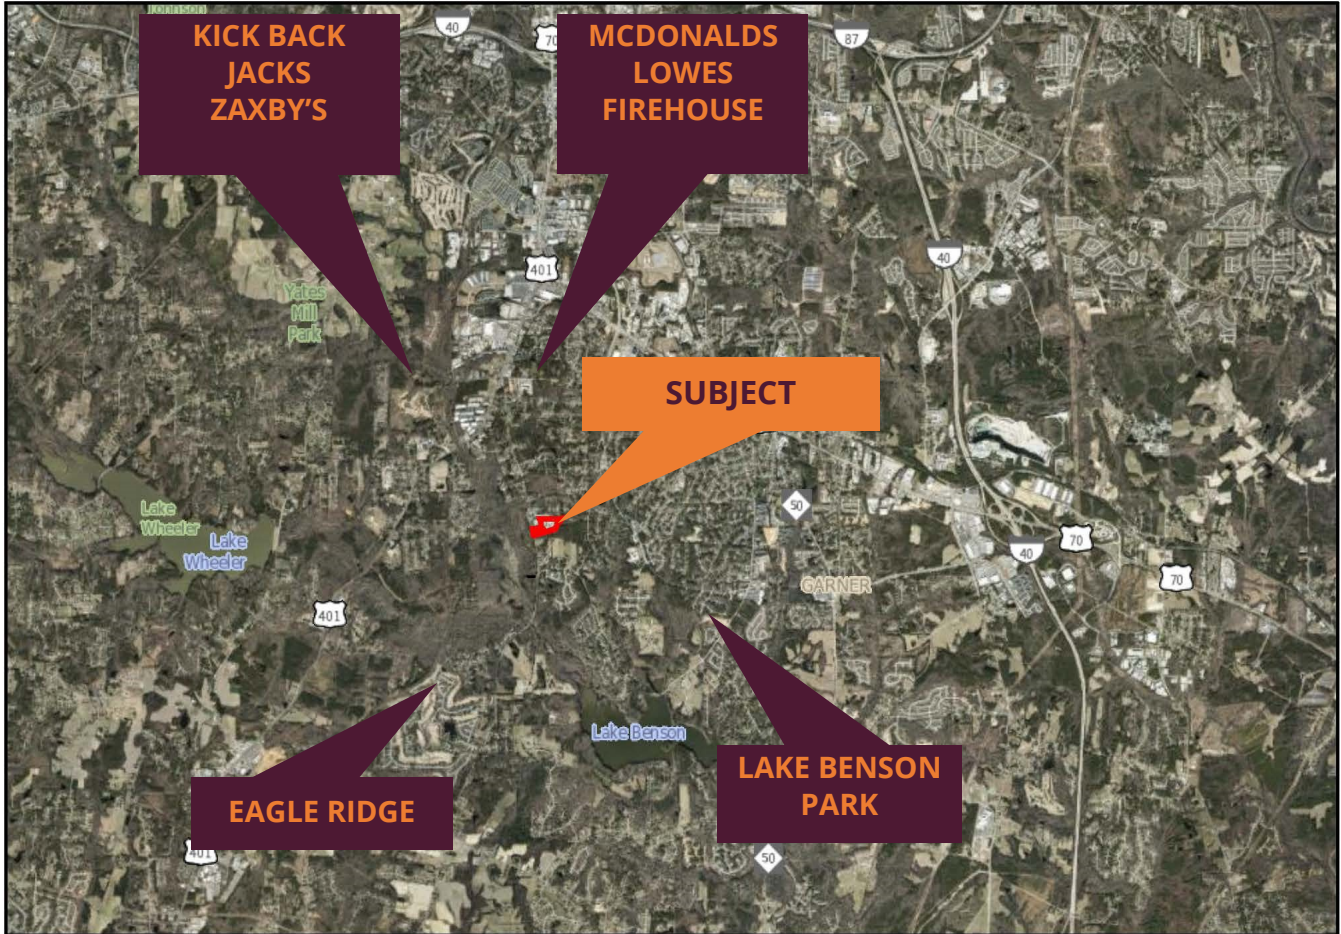 Johnson
40
70
87
KICK BACK
JACKS
ZAXBY’S
MCDONALDS
LOWES
FIREHOUSE
401
40
Yates
Mill
Park
SUBJECT
50
Lake
Wheeler
Lake
Wheeler
40
70
70
GARNER
401
Lake Benson
LAKE BENSON
PARK
EAGLE RIDGE
401
50